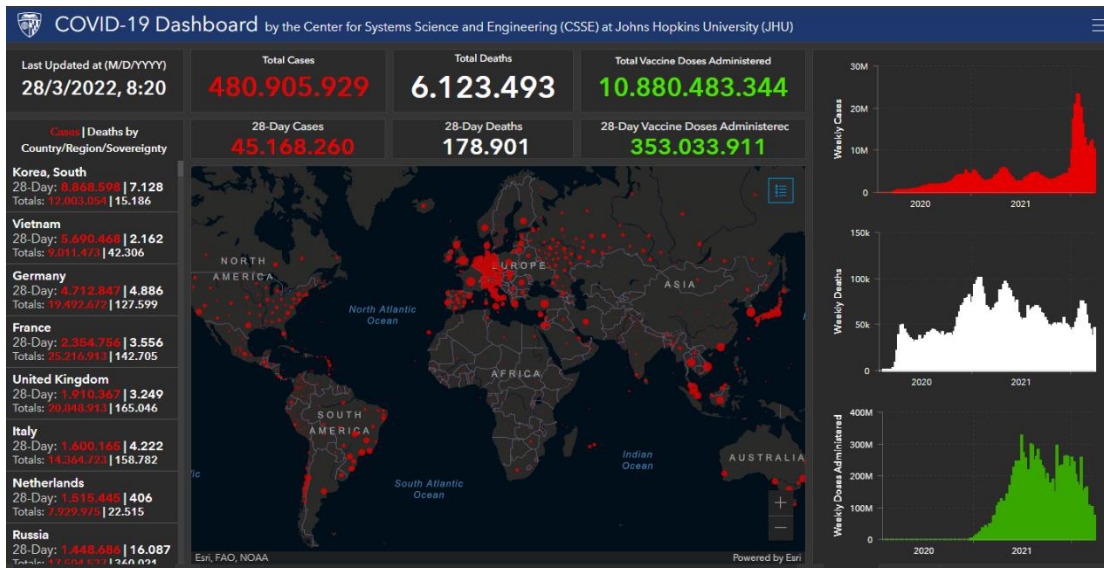 COVID-19 Dashboard by the Center for Systems Science and Engineering (CSSE) at Johns Hopkins University (JHU)
Last Updated at (M/D/YYYY)
28/3/2022, 8:20
Cases | Deaths by
Country/Region/Sovereignty
Korea, South
28-Day: 8.868.598 | 7.128
Totals: 12.003.054 | 15.186
Vietnam
28-Day: 5.690.468 | 2.162
Totals: 9.011.473 | 42.306
Germany
28-Day: 4.712.847 | 4.886
Totals: 19.492.672 | 127.599
France
28-Day: 2.354.756 | 3.556
Totals: 25.216.913 | 142.705
United Kingdom
28-Day: 1.910.367 | 3.249
Totals: 20.848.913 | 165.046
Italy
28-Day: 1.600.165 | 4.222
Totals: 14.364.723 | 158.782
Netherlands
28-Day: 1.515.445 | 406
Totals: 7.929.975 | 22.515
Russia
28-Day: 1.448.686 | 16.087
Total Cases
480.905.929
Total Deaths
6.123.493
Total Vaccine Doses Administered
10.880.483.344
28-Day Cases
45.168.260
28-Day Deaths
178.901
28-Day Vaccine Doses Administerec
353.033.911
NORTH
AMERICA
EUROPE
ASIA
North Atlantic
Ocean
AFRICA
SOUTH
AMERICA
Indian
Ocean
AUSTRALIA
South Atlantic
Ocean
+
−
Esri, FAO, NOAA
Powered by Esri
Weekly Cases
30M
20M
10M
0
2020
2021
Weekly Deaths
150k
100k
50k
0
2020
2021
Weekly Doses Administered
400M
300M
200M
100M
0
2020
2021